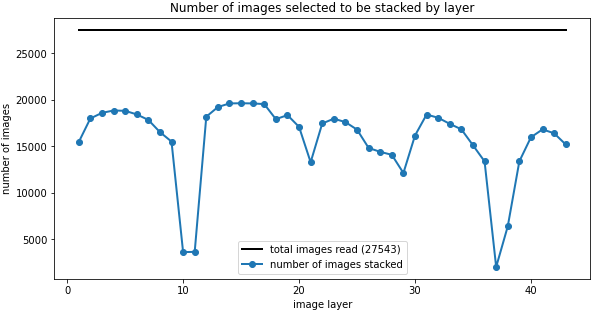 Number of images selected to be stacked by layer
number of images
25000
20000
15000
10000
5000
total images read (27543)
number of images stacked
0 10 20 30 40
image layer